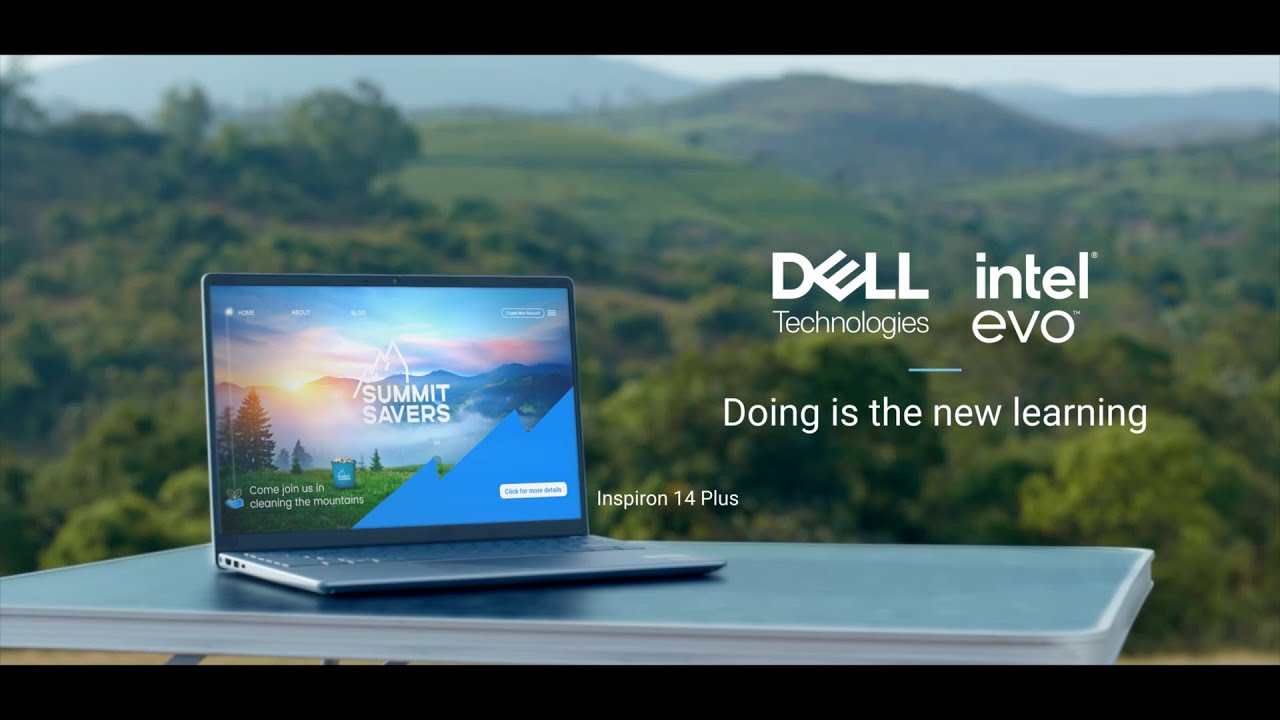 HOME ABOUT BLOG Create New Account
SUMMIT
SAVERS
Come join us in
cleaning the mountains
Click for more details
Inspiron 14 Plus
DELL
Technologies
intel®
evo™
Doing is the new learning